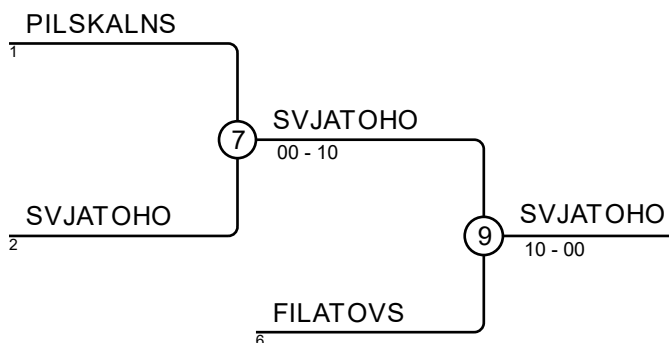 PILSKALNS
1
7
SVJATOHO
00 - 10
SVJATOHO
2
9
SVJATOHO
10 - 00
FILATOVS
6